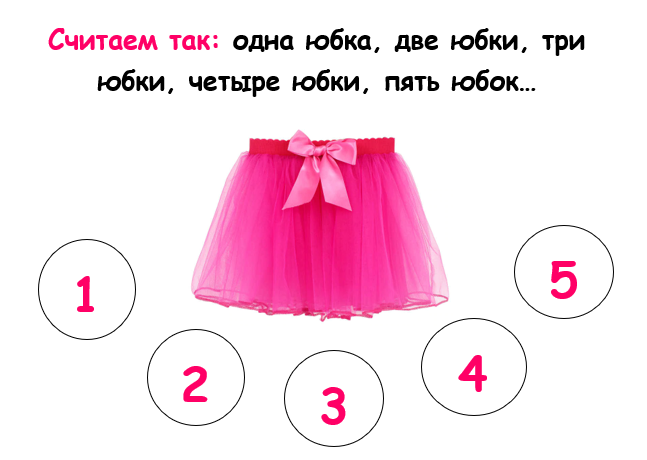 Считаем так: одна юбка, две юбки, три
юбки, четыре юбки, пять юбок…
1
2
3
4
5